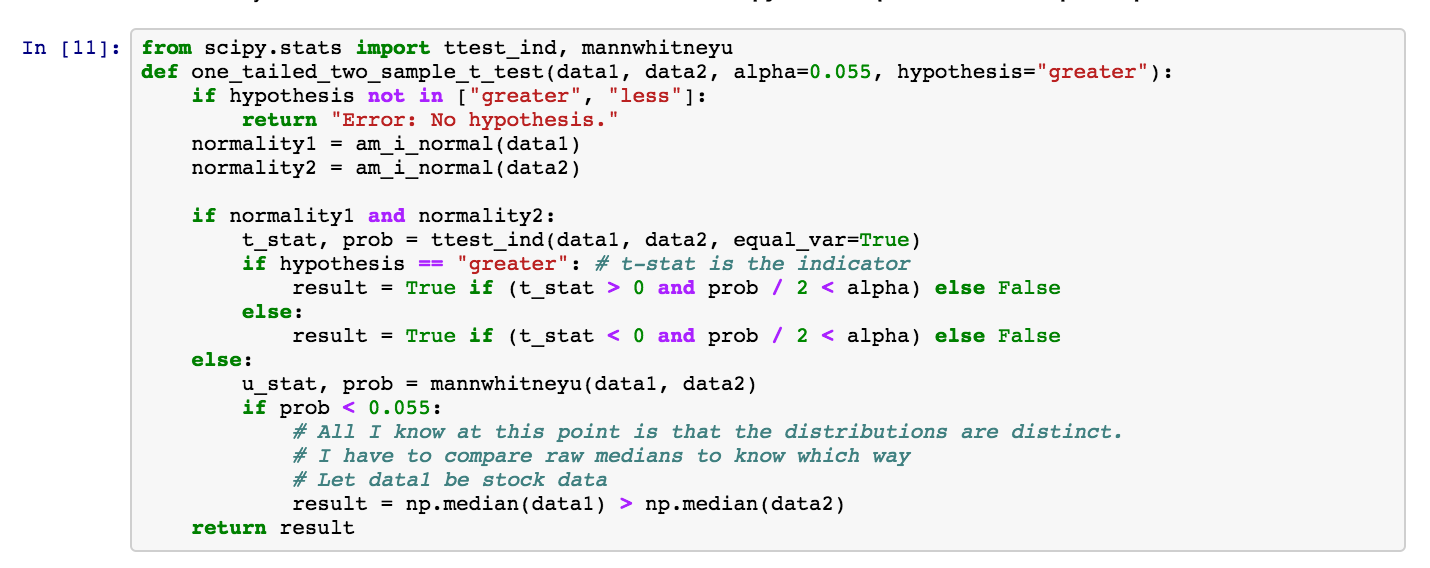 In [11]:
from scipy.stats import ttest_ind, mannwhitneyu
def one_tailed_two_sample_t_test(data1, data2, alpha=0.055, hypothesis="greater"):
    if hypothesis not in ["greater", "less"]:
        return "Error: No hypothesis."
    normality1 = am_i_normal(data1)
    normality2 = am_i_normal(data2)

    if normality1 and normality2:
        t_stat, prob = ttest_ind(data1, data2, equal_var=True)
        if hypothesis == "greater": # t-stat is the indicator
            result = True if (t_stat > 0 and prob / 2 < alpha) else False
        else:
            result = True if (t_stat < 0 and prob / 2 < alpha) else False
    else:
        u_stat, prob = mannwhitneyu(data1, data2)
        if prob < 0.055:
            # All I know at this point is that the distributions are distinct.
            # I have to compare raw medians to know which way
            # Let data1 be stock data
            result = np.median(data1) > np.median(data2)
    return result